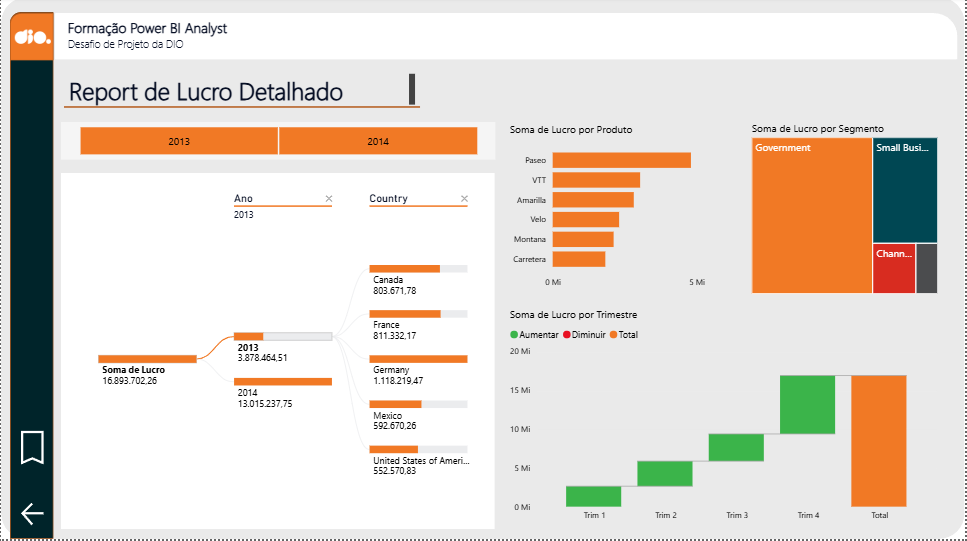 dio.
Formação Power BI Analyst
Desafio de Projeto da DIO
Report de Lucro Detalhado
2013
2014
Ano
2013
Country
Soma de Lucro
16.893.702,26
2013
3.878.464,51
2014
13.015.237,75
Canada
803.671,78
France
811.332,17
Germany
1.118.219,47
Mexico
592.670,26
United States of Ameri...
552.570,83
Soma de Lucro por Produto
Paseo
VTT
Amarilla
Velo
Montana
Carretera
0 Mi
5 Mi
Soma de Lucro por Segmento
Government
Small Busi...
Chann...
Soma de Lucro por Trimestre
Aumentar Diminuir Total
20 Mi
15 Mi
10 Mi
5 Mi
0 Mi
Trim 1
Trim 2
Trim 3
Trim 4
Total